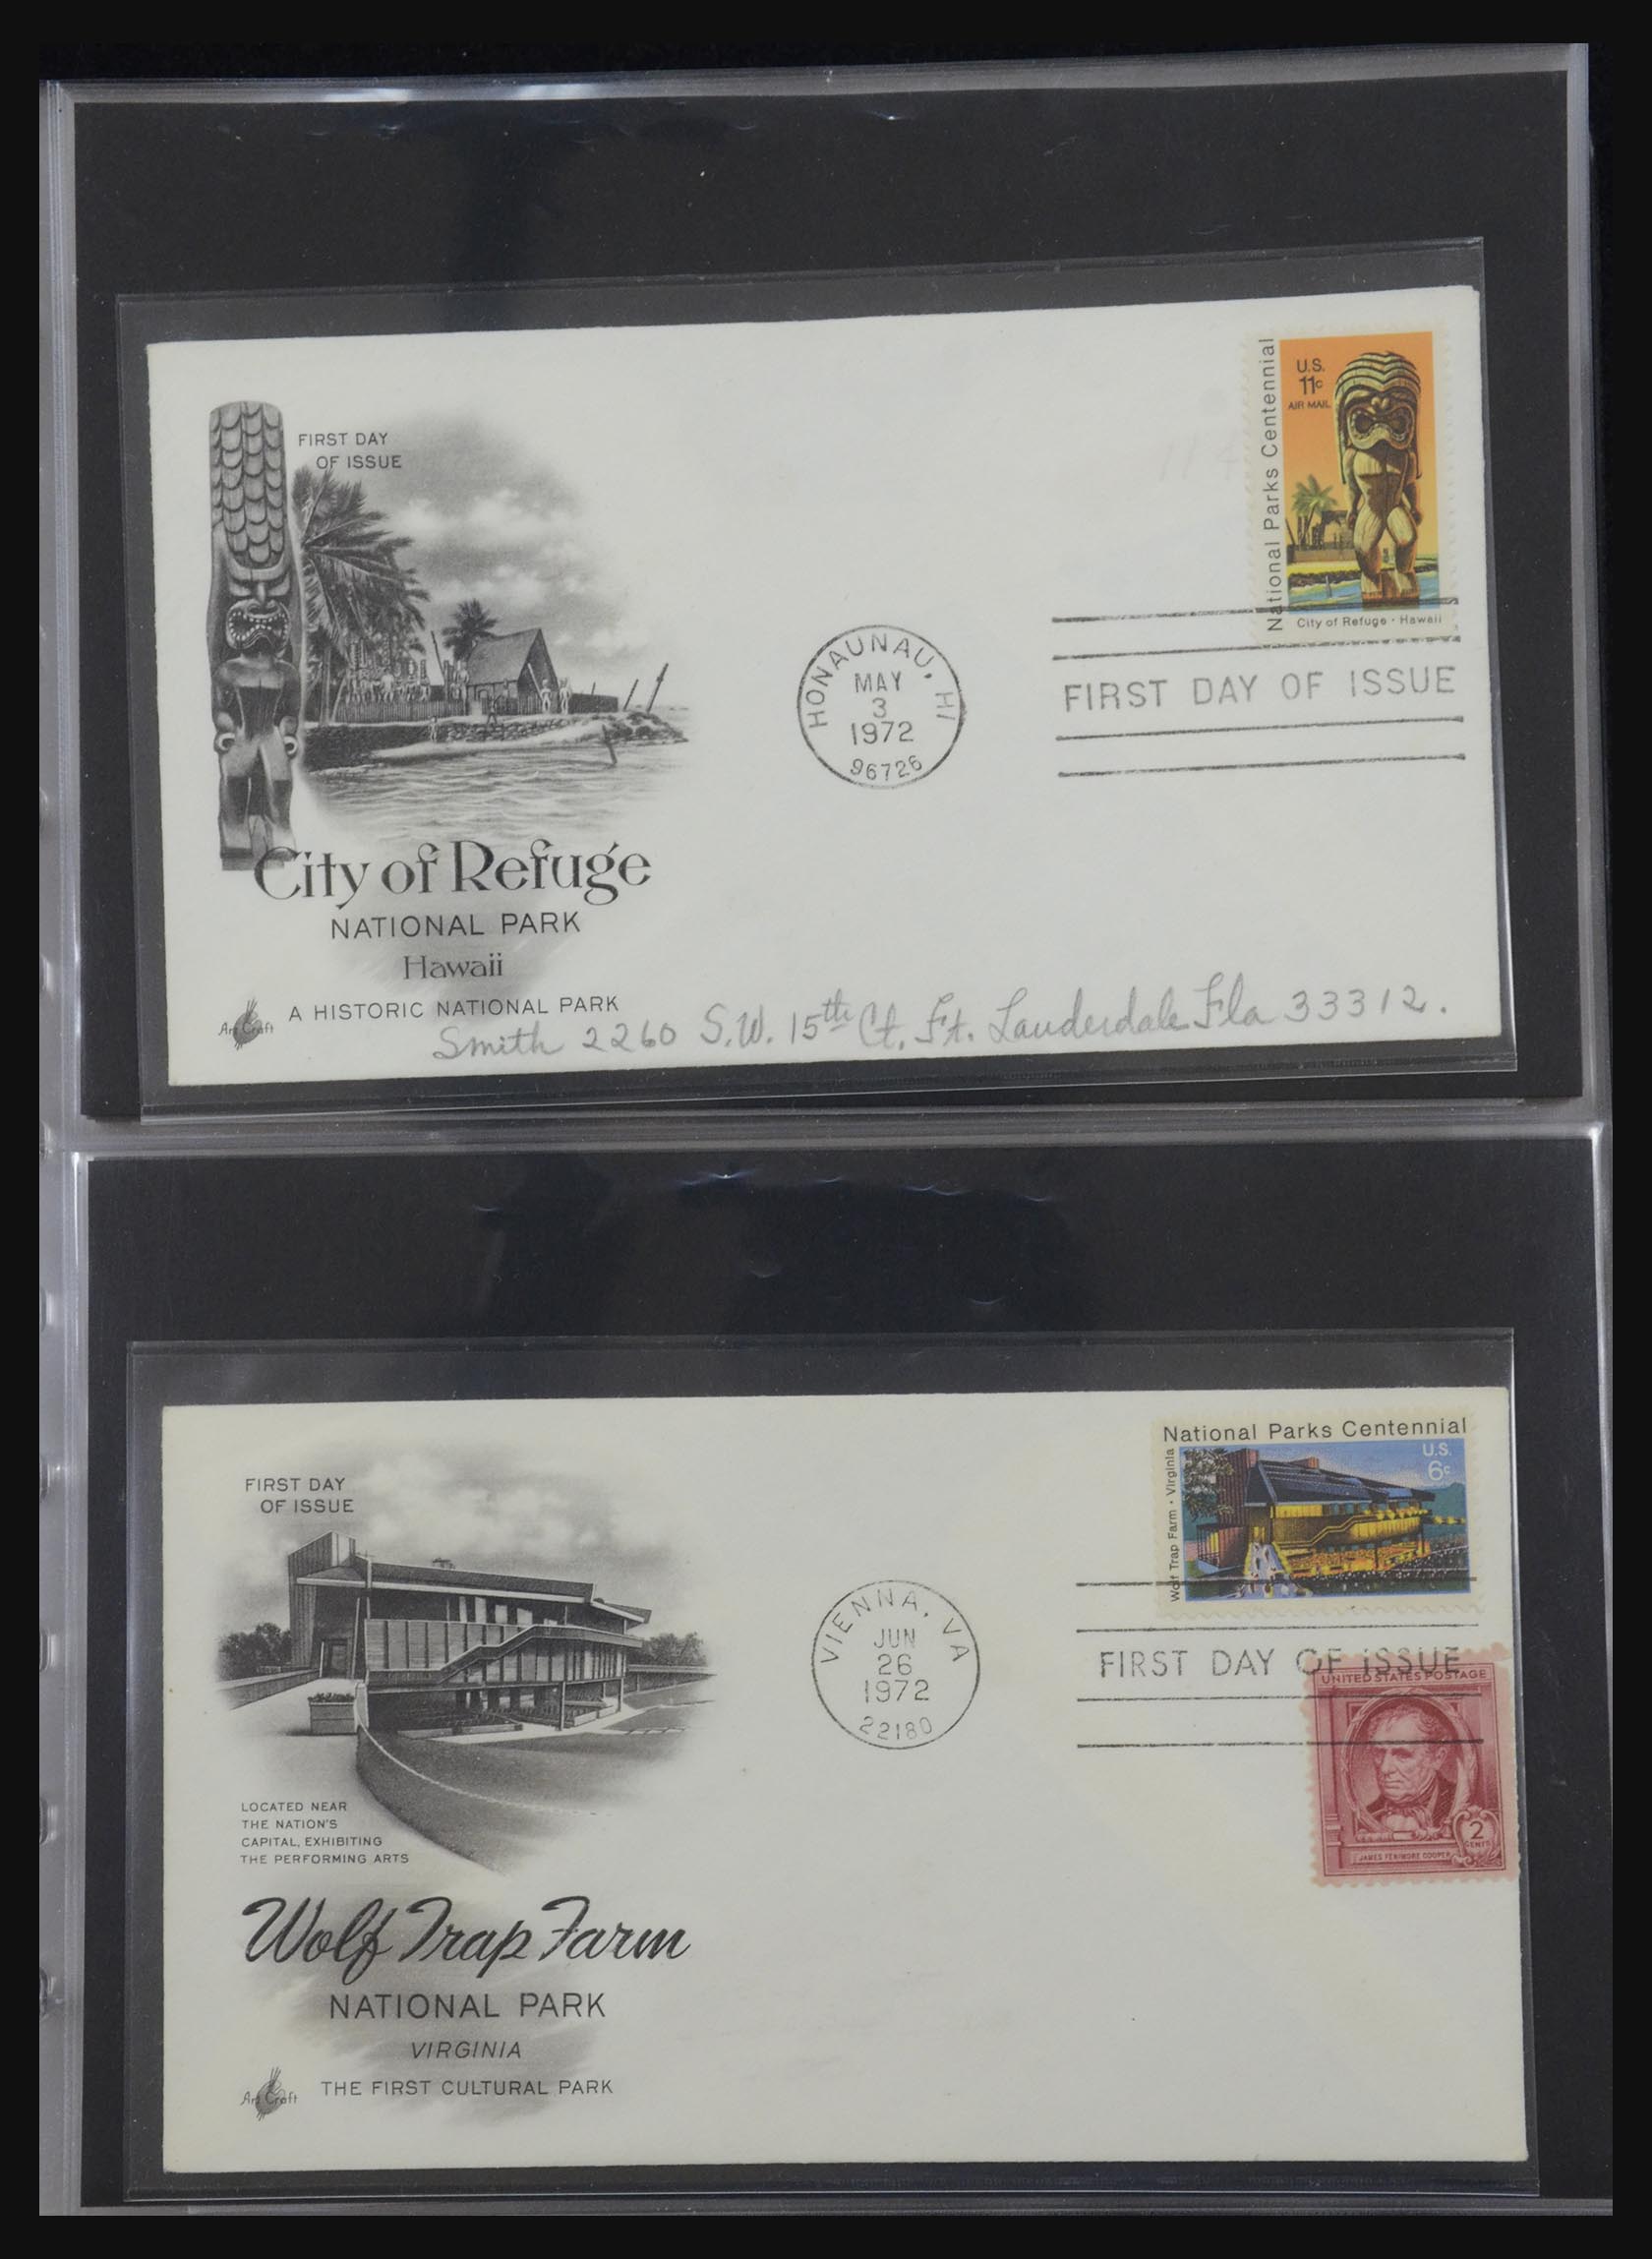 FIRST DAY
OF ISSUE
National Parks Centennial
U.S.
11c
AIR MAIL
City of Refuge · Hawaii
HONAUNAU, HI
MAY
3
1972
96726
FIRST DAY OF ISSUE
City of Refuge
NATIONAL PARK
Hawaii
A HISTORIC NATIONAL PARK
Art Craft
Smith 2260 S.W. 15th Ct. Ft. Lauderdale Fla 33312.
FIRST DAY
OF ISSUE
National Parks Centennial
U.S.
6c
Wolf Trap Farm · Virginia
VIENNA, VA
JUN
26
1972
22180
FIRST DAY OF ISSUE
UNITED STATES POSTAGE
2
CENTS
JAMES FENIMORE COOPER
LOCATED NEAR
THE NATION'S
CAPITAL, EXHIBITING
THE PERFORMING ARTS
Wolf Trap Farm
NATIONAL PARK
VIRGINIA
THE FIRST CULTURAL PARK
Art Craft